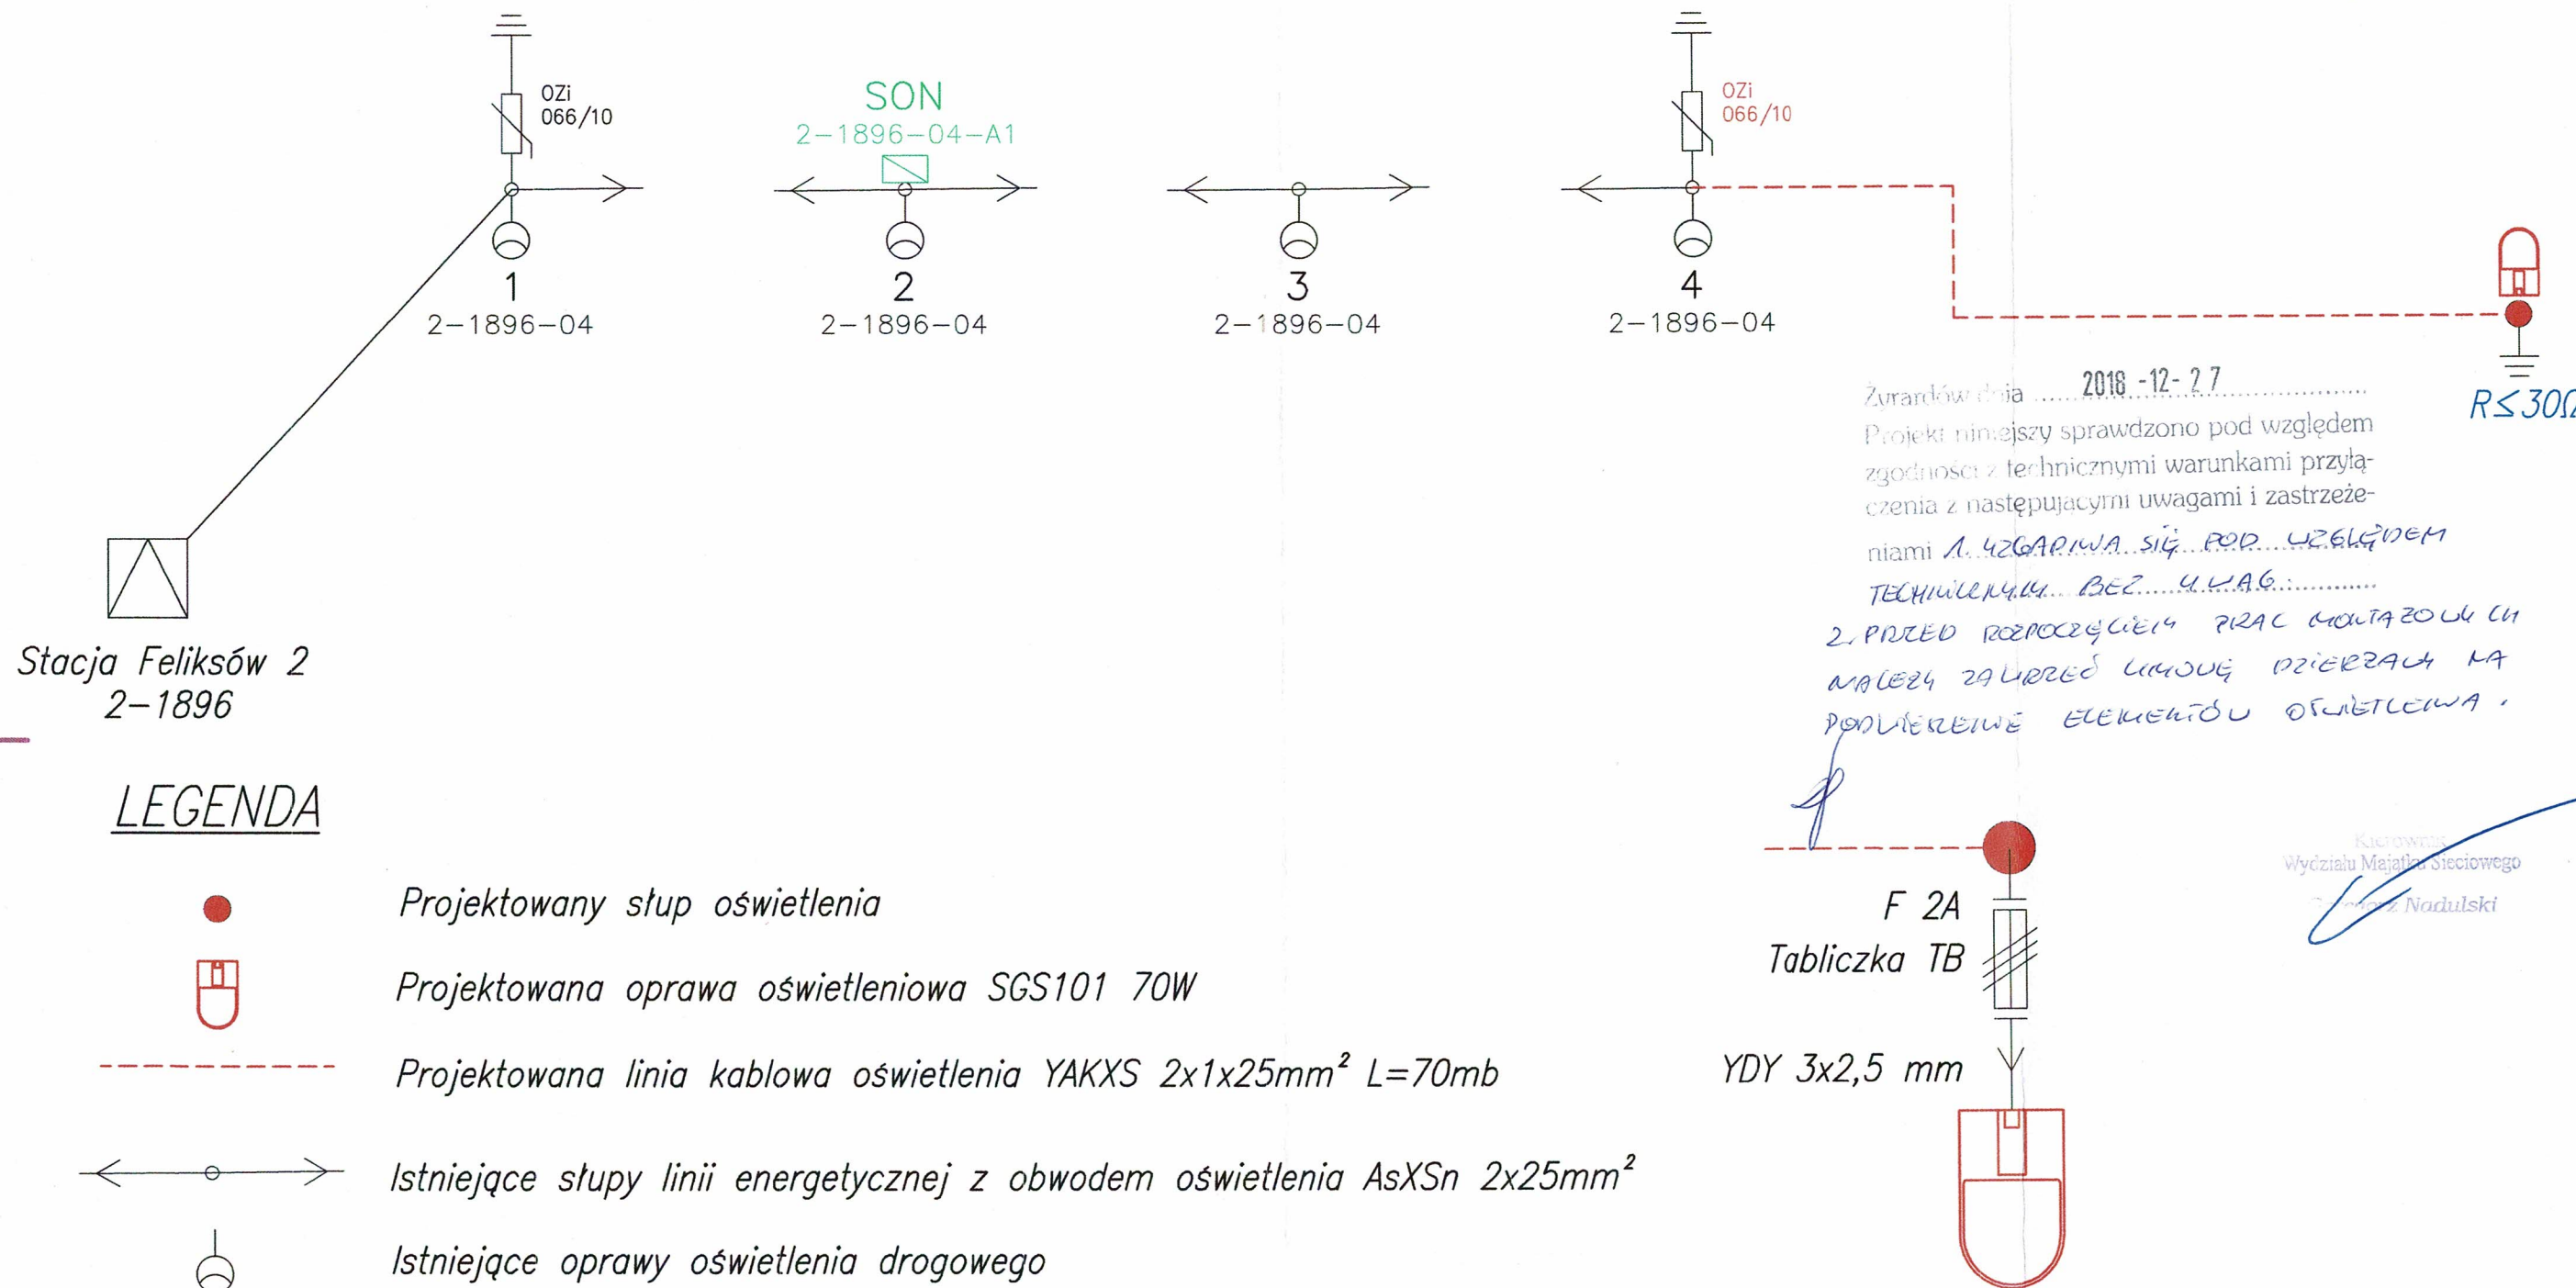 OZi
066/10
SON
2-1896-04-A1
OZi
066/10
1
2-1896-04
2
2-1896-04
3
2-1896-04
4
2-1896-04
R≤30Ω
Żyrardów dnia ..... 2018 -12- 27 .....
Projekt niniejszy sprawdzono pod względem
zgodności z technicznymi warunkami przyłą-
czenia z następującymi uwagami i zastrzeże-
niami 1. UZGADNIA SIĘ POD WZGLĘDEM
TECHNICZNYM BEZ UWAG.
2. PRZED ROZPOCZĘCIEM PRAC MONTAŻOWYCH
NALEŻY ZAWRZEĆ UMOWĘ DZIERŻAWY NA
PODWIESZENIE ELEMENTÓW OŚWIETLENIA.
Stacja Feliksów 2
2-1896
LEGENDA
Projektowany słup oświetlenia
Projektowana oprawa oświetleniowa SGS101 70W
Projektowana linia kablowa oświetlenia YAKXS 2x1x25mm² L=70mb
Istniejące słupy linii energetycznej z obwodem oświetlenia AsXSn 2x25mm²
Istniejące oprawy oświetlenia drogowego
F 2A
Tabliczka TB
YDY 3x2,5 mm
Kierownik
Wydziału Majątku Sieciowego
Nadulski